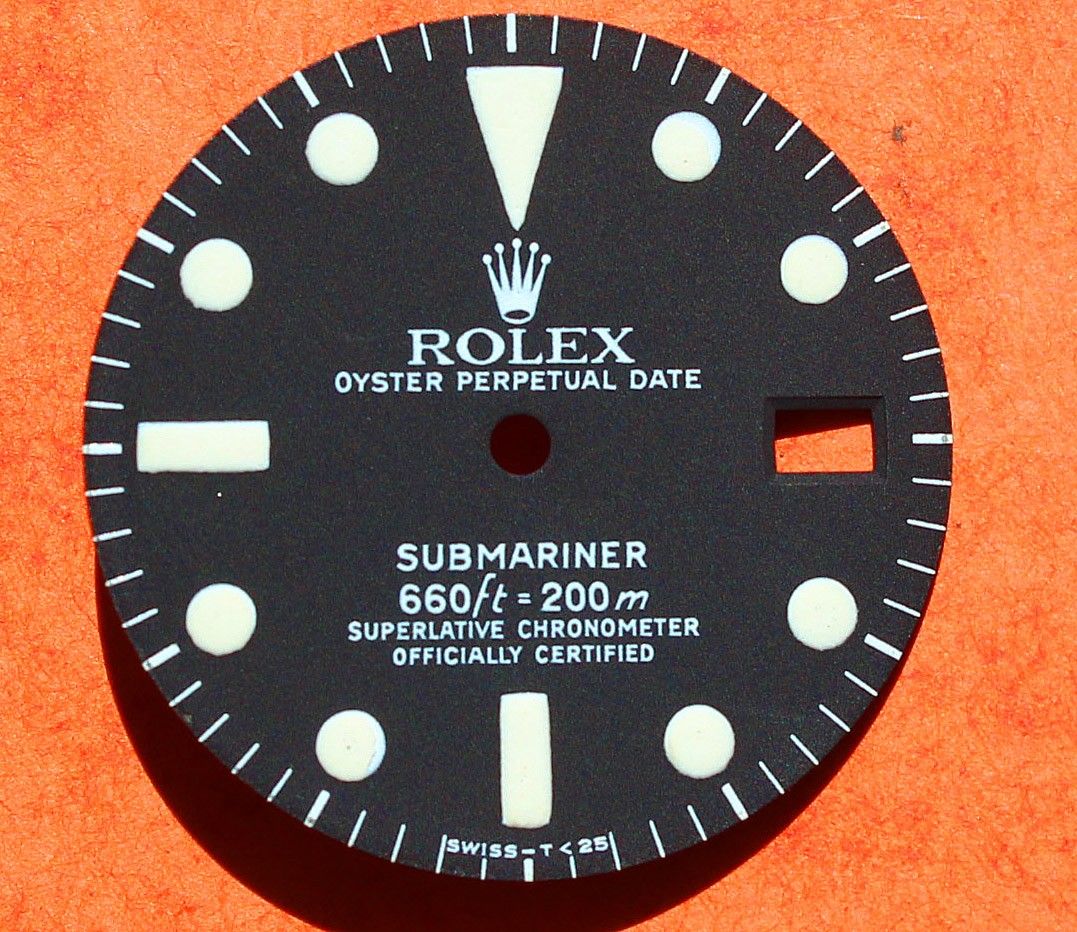 ROLEX
OYSTER PERPETUAL DATE
SUBMARINER
660ft = 200m
SUPERLATIVE CHRONOMETER
OFFICIALLY CERTIFIED
SWISS-T<25